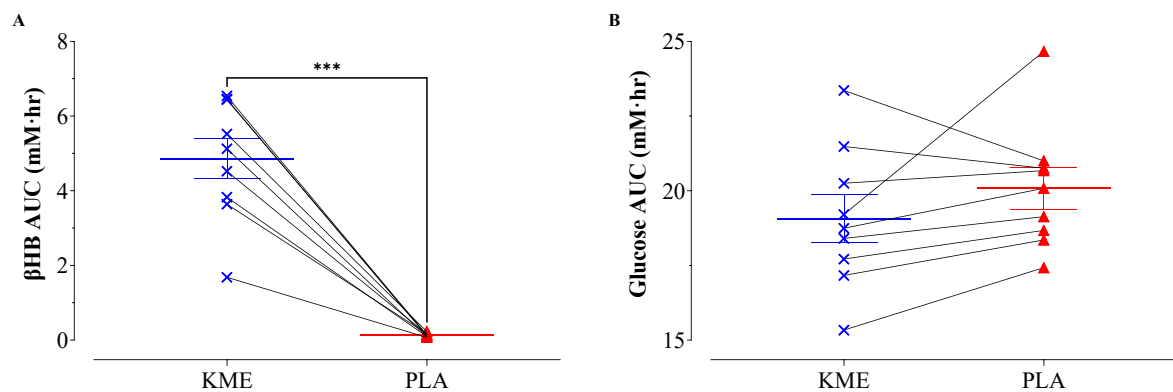 A
βHB AUC (mM·hr)
8
6
4
2
0
***
KME
PLA
B
Glucose AUC (mM·hr)
25
20
15
KME
PLA